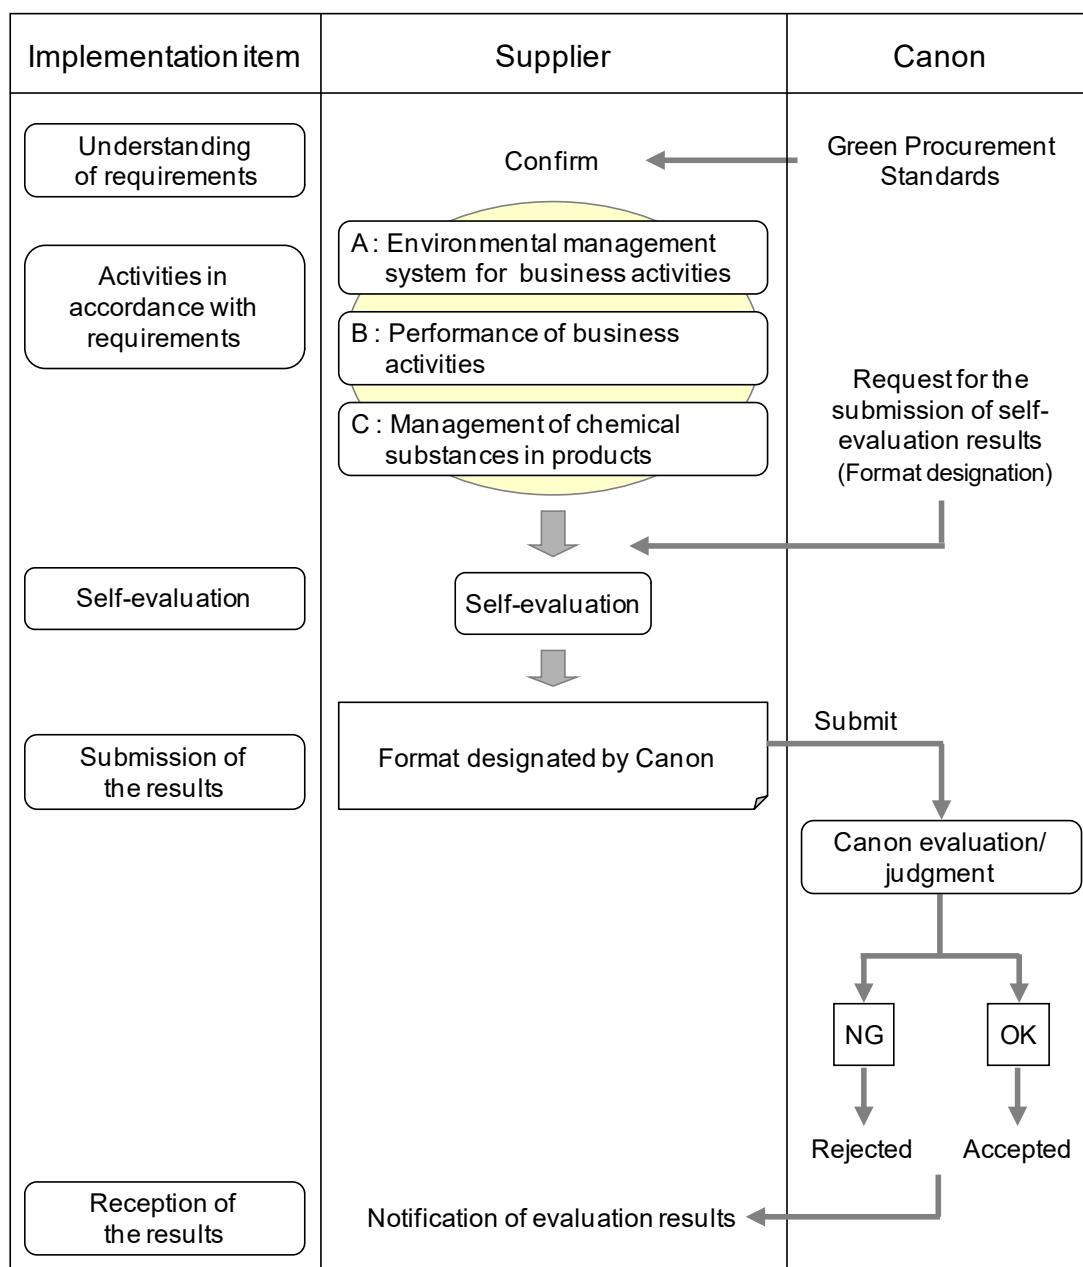 Implementation item
Supplier
Canon
Understanding
of requirements
Confirm
Green Procurement
Standards
A : Environmental management
system for business activities
Activities in
accordance with
requirements
B : Performance of business
activities
C : Management of chemical
substances in products
Request for the
submission of self-
evaluation results
(Format designation)
Self-evaluation
Self-evaluation
Submission of
the results
Format designated by Canon
Submit
Canon evaluation/
judgment
NG
OK
Rejected
Accepted
Reception of
the results
Notification of evaluation results